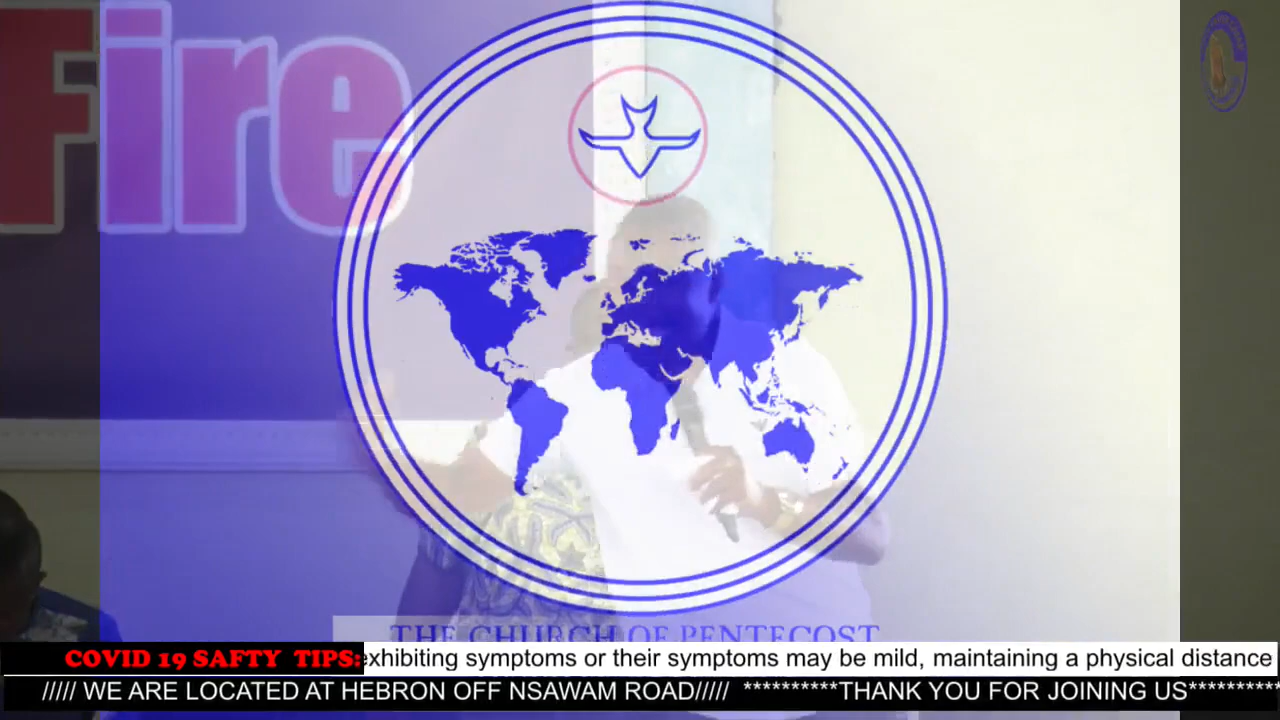 Fire
THE CHURCH OF PENTECOST
COVID 19 SAFTY TIPS: exhibiting symptoms or their symptoms may be mild, maintaining a physical distance
///// WE ARE LOCATED AT HEBRON OFF NSAWAM ROAD///// **********THANK YOU FOR JOINING US**********